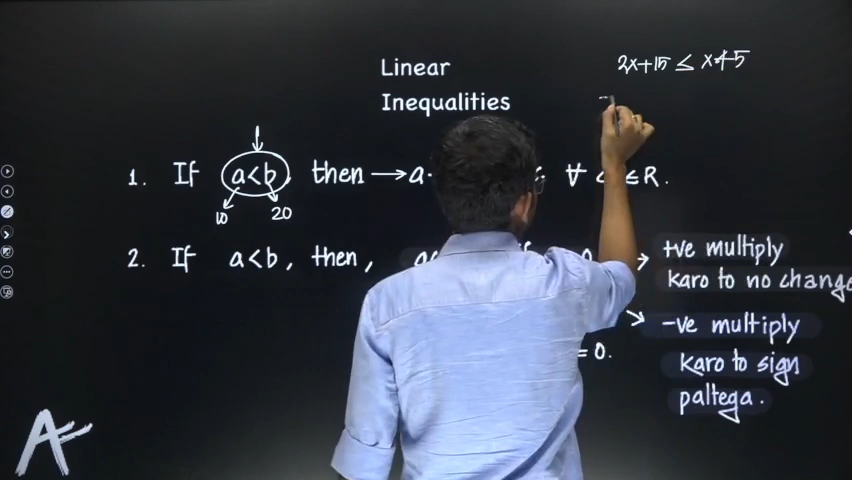 Linear
Inequalities
2x+15 ≤ x+5
1. If a<b, then → a ∀ ∈ R.
10 20
2. If a<b, then,
→ +ve multiply
karo to no change
→ -ve multiply
karo to sign
paltega.
= 0.